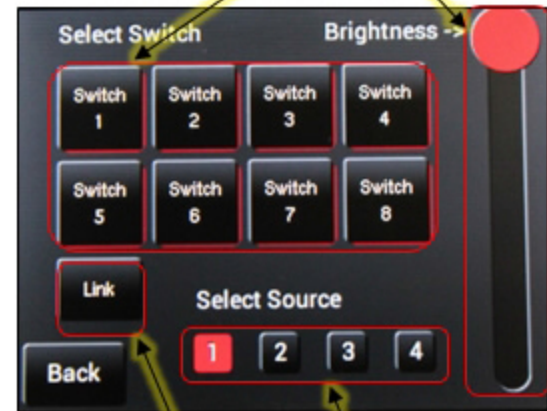 Select Switch Brightness ->
Switch Switch Switch Switch
1 2 3 4
Switch Switch Switch Switch
5 6 7 8
Link
Select Source
1 2 3 4
Back